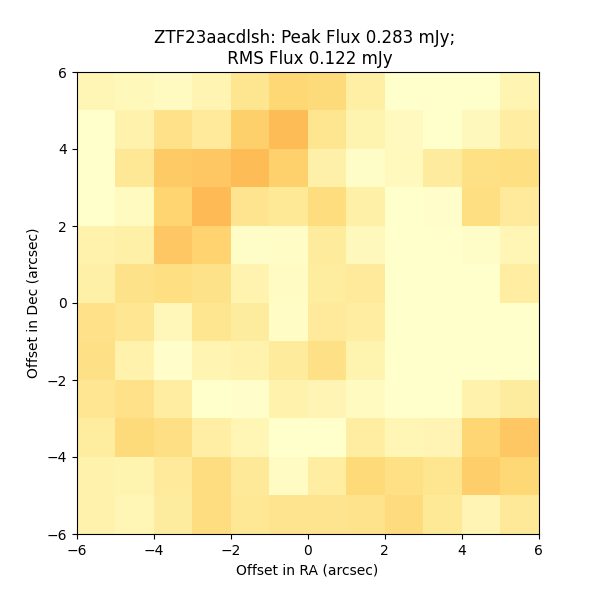 ZTF23aacdlsh: Peak Flux 0.283 mJy;
RMS Flux 0.122 mJy
6
4
2
0
−2
−4
−6
Offset in Dec (arcsec)
−6 −4 −2 0 2 4 6
Offset in RA (arcsec)